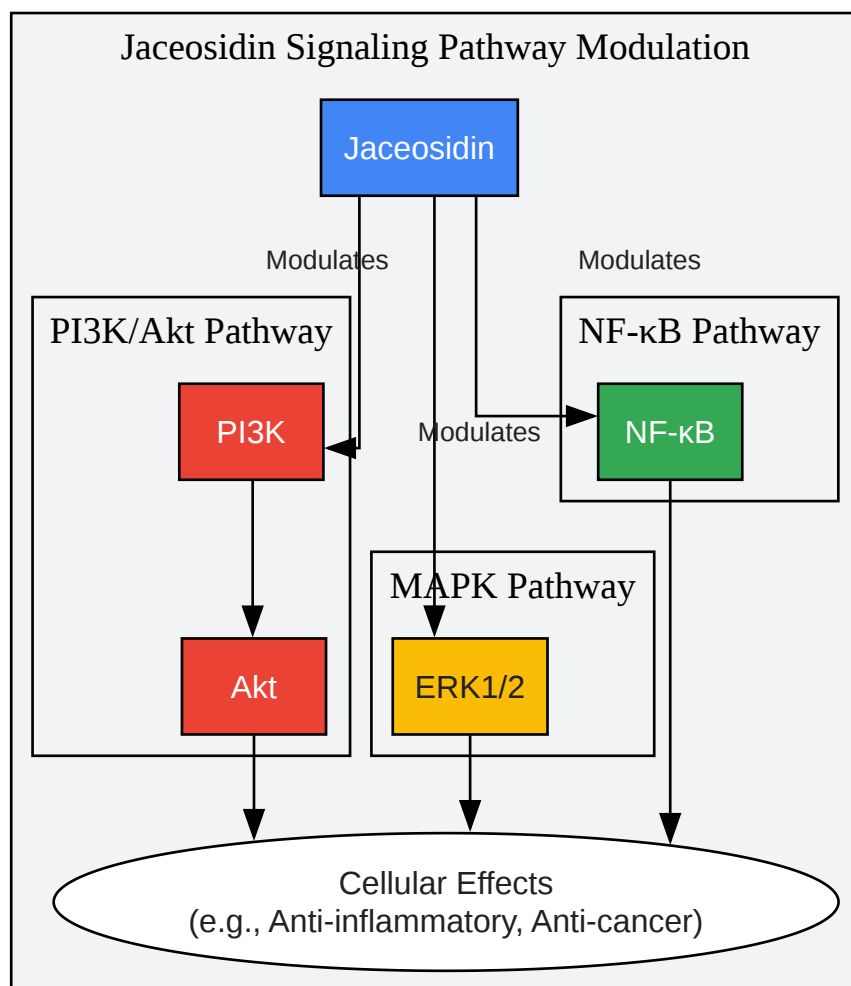 Jaceosidin Signaling Pathway Modulation
Jaceosidin
Modulates
Modulates
PI3K/Akt Pathway
NF-κB Pathway
PI3K
Modulates
NF-κB
MAPK Pathway
Akt
ERK1/2
Cellular Effects
(e.g., Anti-inflammatory, Anti-cancer)